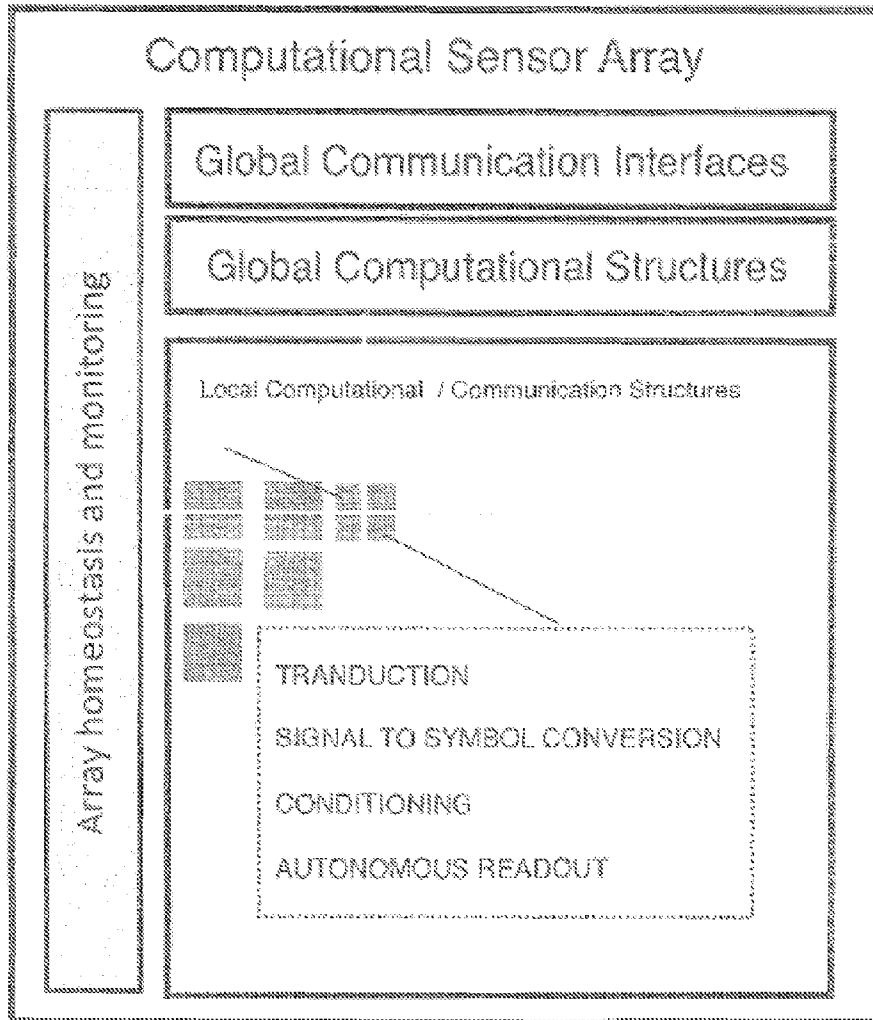 Computational Sensor Array
Array homeostasis and monitoring
Global Communication Interfaces
Global Computational Structures
Local Computational / Communication Structures
TRANDUCTION
SIGNAL TO SYMBOL CONVERSION
CONDITIONING
AUTONOMOUS READOUT